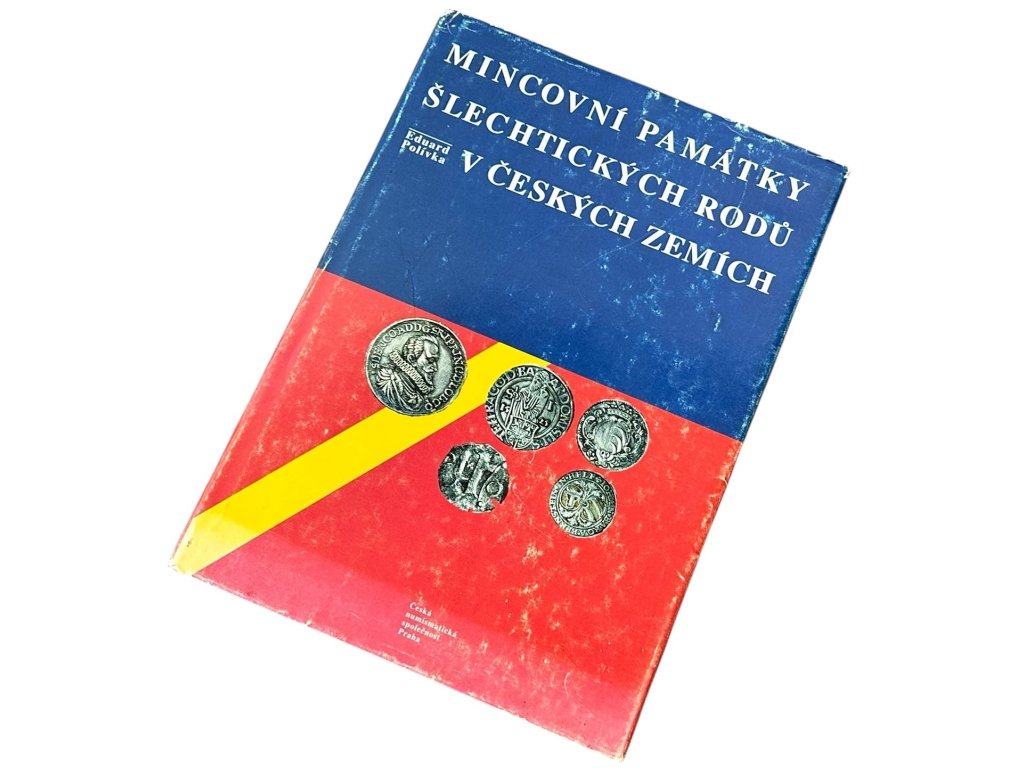 MINCOVNÍ PAMÁTKY
ŠLECHTICKÝCH RODŮ
V ČESKÝCH ZEMÍCH
Eduard
Polívka
Česká
numismatická
společnost
Praha